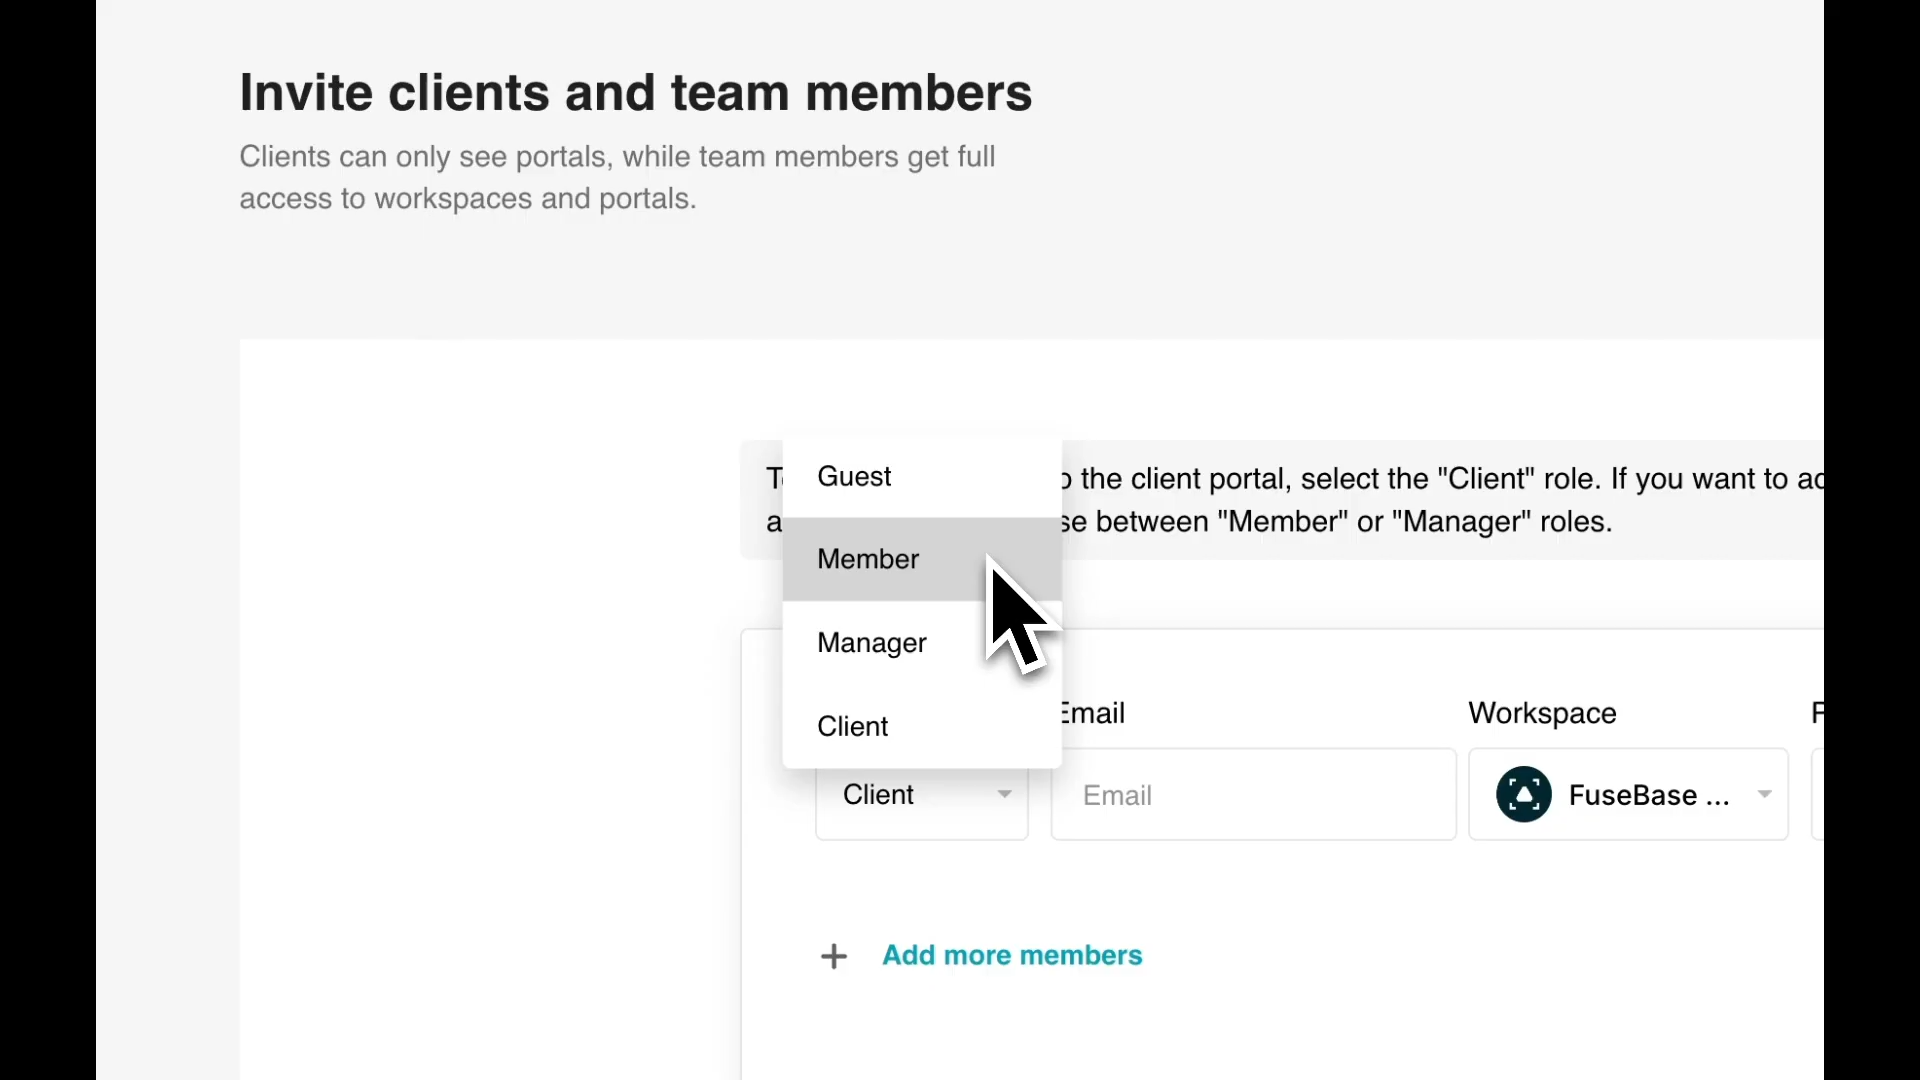 Invite clients and team members
Clients can only see portals, while team members get full
access to workspaces and portals.
Guest
Member
Manager
Client
the client portal, select the "Client" role. If you want to
between "Member" or "Manager" roles.
Email
Workspace
Client
Email
FuseBase ...
+ Add more members